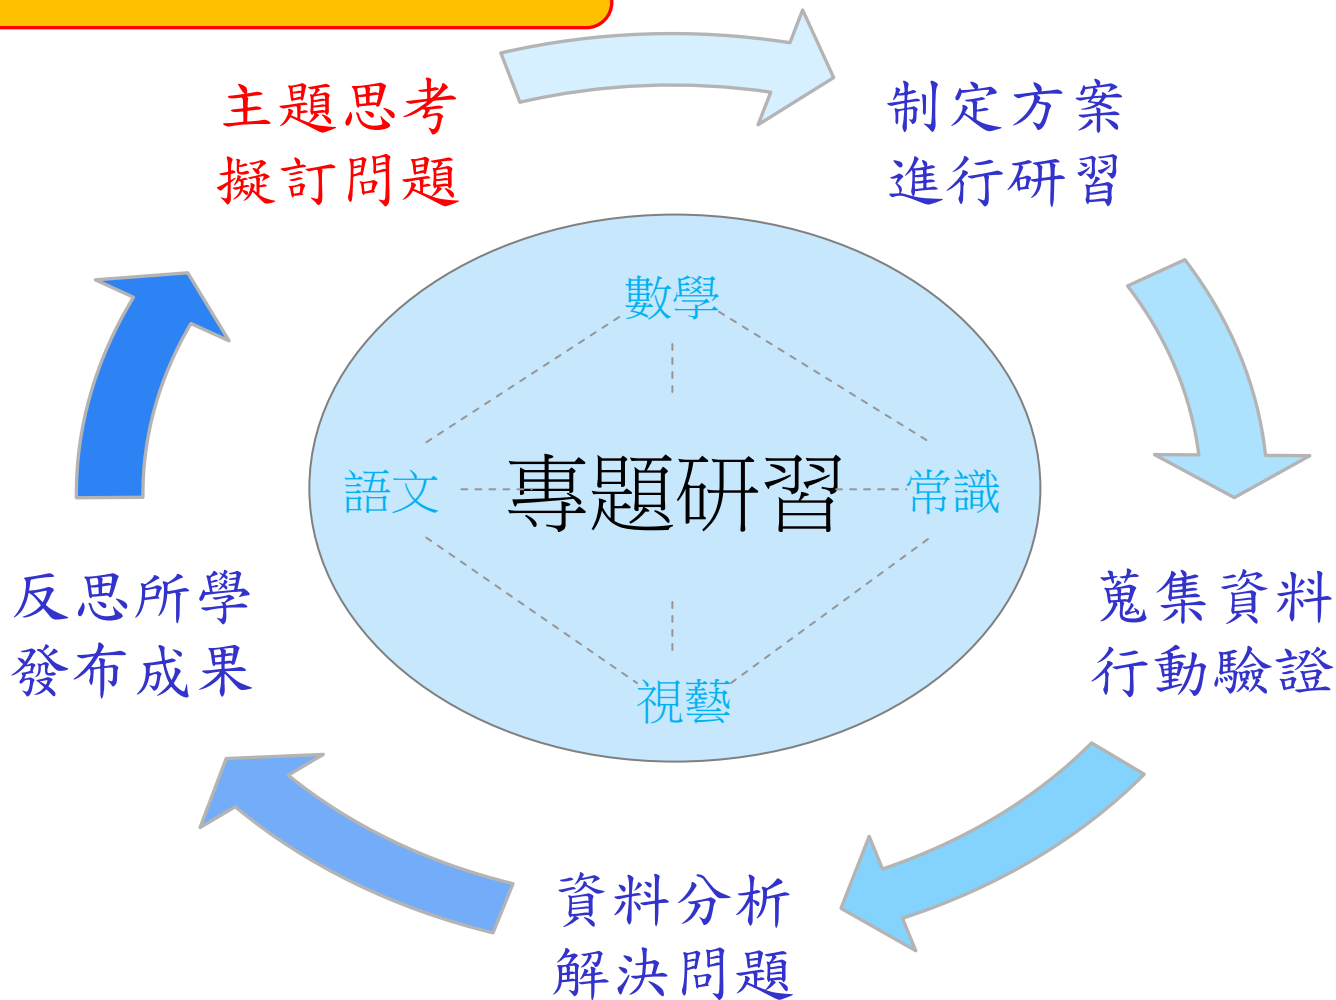 主題思考
擬訂問題
制定方案
進行研習
數學
語文
專題研習
常識
視藝
反思所學
發布成果
蒐集資料
行動驗證
資料分析
解決問題